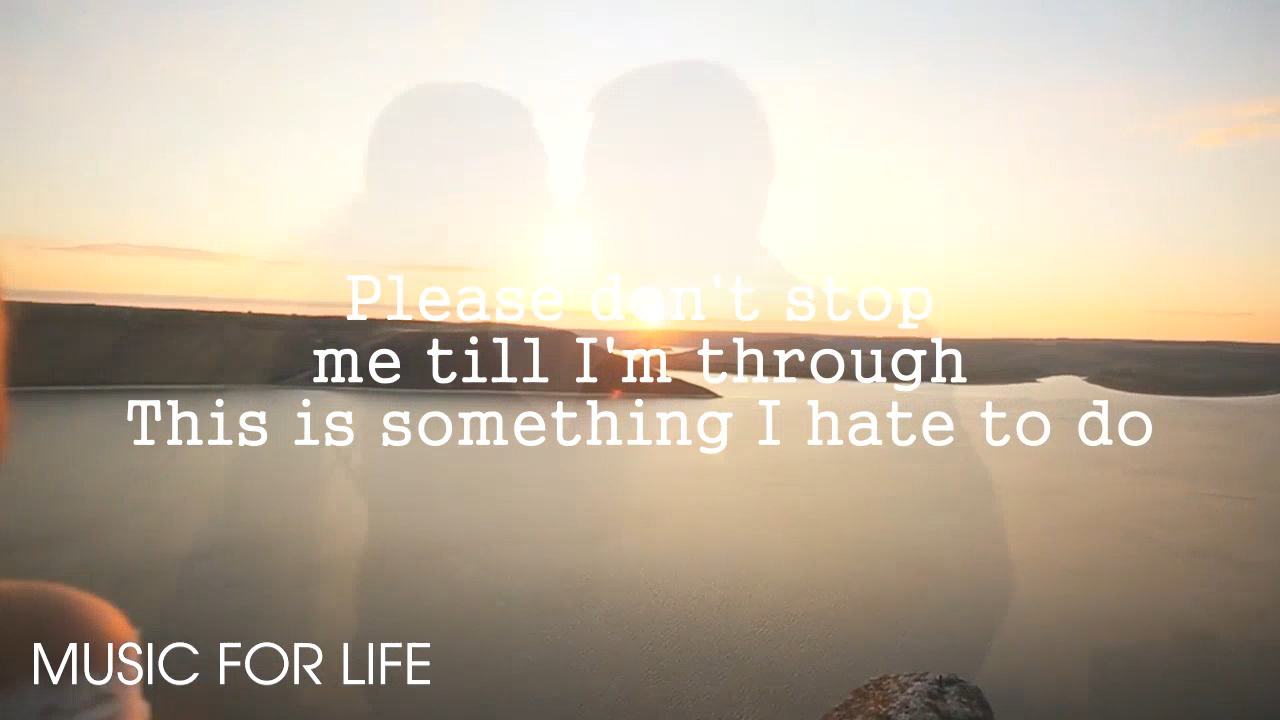 Please don't stop
me till I'm through
This is something I hate to do
MUSIC FOR LIFE